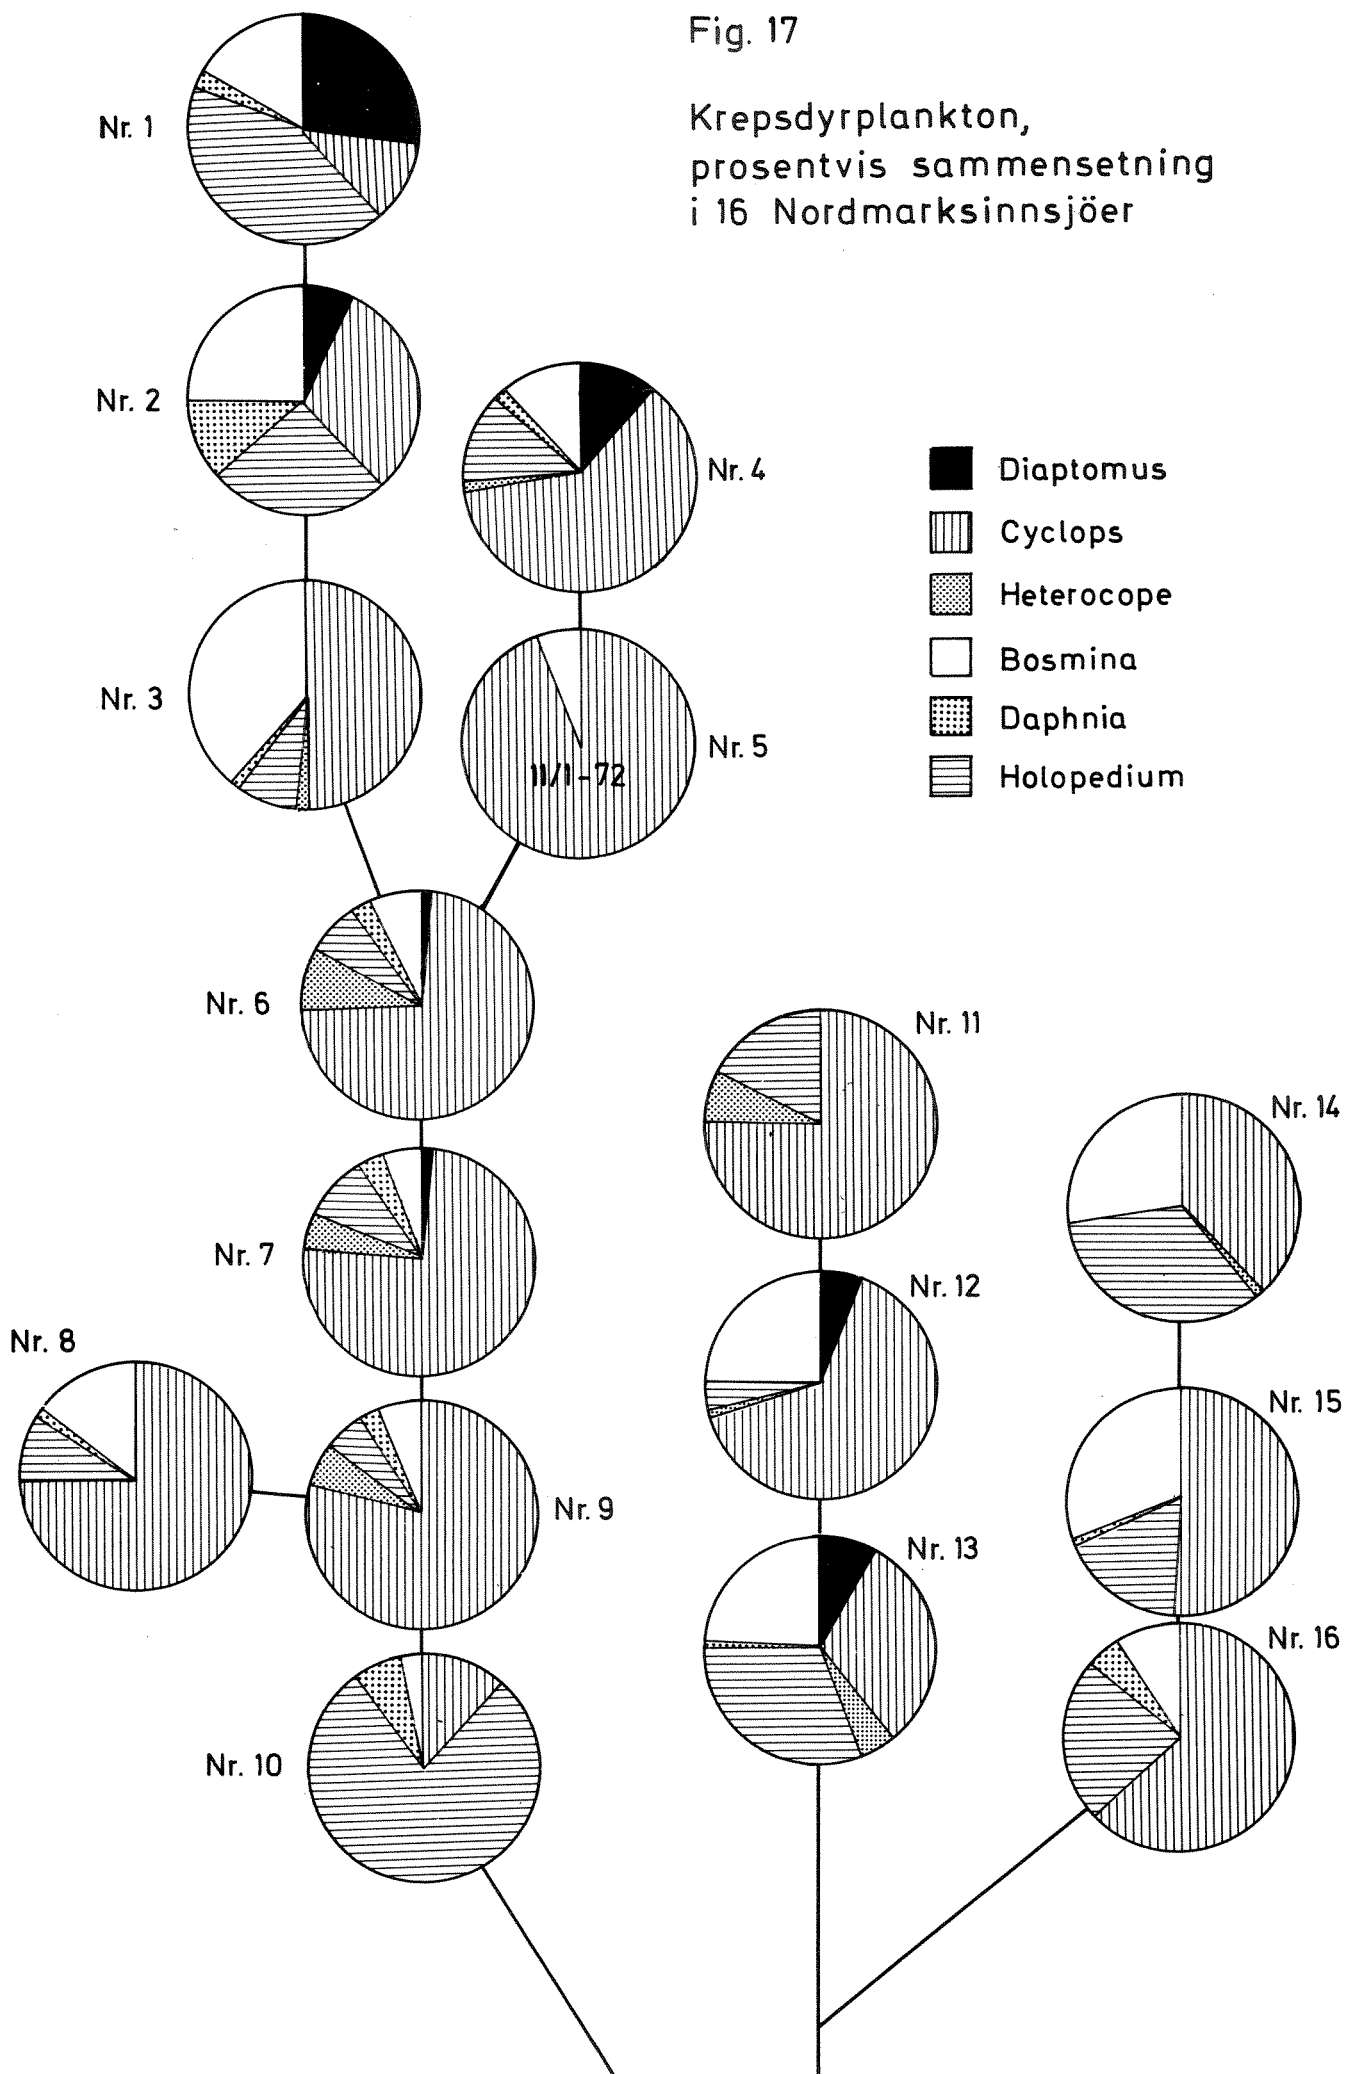 Fig. 17
Krepsdyrplankton,
prosentvis sammensetning
i 16 Nordmarksinnsjöer
Nr. 1
Nr. 2
Nr. 4
Diaptomus
Cyclops
Heterocope
Bosmina
Daphnia
Holopedium
Nr. 3
Nr. 5
11/1-72
Nr. 6
Nr. 11
Nr. 14
Nr. 7
Nr. 12
Nr. 8
Nr. 15
Nr. 9
Nr. 13
Nr. 16
Nr. 10